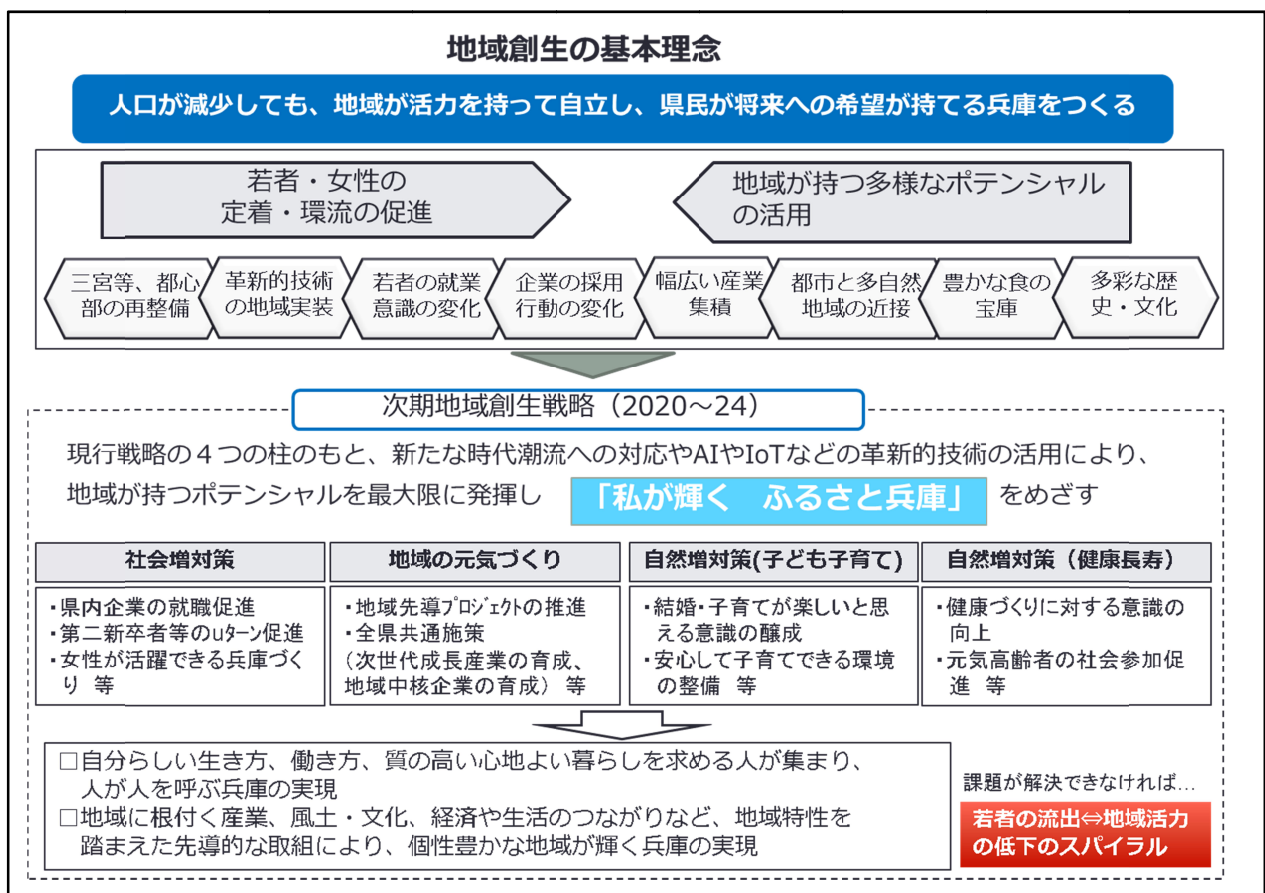 地域創生の基本理念
人口が減少しても、地域が活力を持って自立し、県民が将来への希望が持てる兵庫をつくる
若者・女性の
定着・環流の促進
地域が持つ多様なポテンシャル
の活用
三宮等、都心
部の再整備
革新的技術
の地域実装
若者の就業
意識の変化
企業の採用
行動の変化
幅広い産業
集積
都市と多自然
地域の近接
豊かな食の
宝庫
多彩な歴
史・文化
次期地域創生戦略（2020～24）
現行戦略の４つの柱のもと、新たな時代潮流への対応やAIやIoTなどの革新的技術の活用により、
地域が持つポテンシャルを最大限に発揮し 「私が輝く　ふるさと兵庫」 をめざす
社会増対策
・県内企業の就職促進
・第二新卒者等のuターン促進
・女性が活躍できる兵庫づく
り 等
地域の元気づくり
・地域先導ﾌﾟﾛｼﾞｪｸﾄの推進
・全県共通施策
（次世代成長産業の育成、
地域中核企業の育成） 等
自然増対策(子ども子育て)
・結婚・子育てが楽しいと思
える意識の醸成
・安心して子育てできる環境
の整備 等
自然増対策（健康長寿）
・健康づくりに対する意識の
向上
・元気高齢者の社会参加促
進 等
□自分らしい生き方、働き方、質の高い心地よい暮らしを求める人が集まり、
人が人を呼ぶ兵庫の実現
□地域に根付く産業、風土・文化、経済や生活のつながりなど、地域特性を
踏まえた先導的な取組により、個性豊かな地域が輝く兵庫の実現
課題が解決できなければ…
若者の流出⇔地域活力
の低下のスパイラル